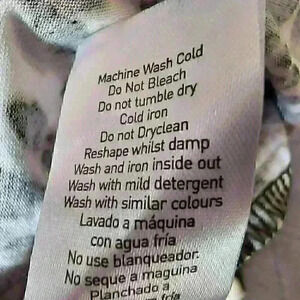 Machine Wash Cold
Do Not Bleach
Do not tumble dry
Cold iron
Do not Dryclean
Reshape whilst damp
Wash and iron inside out
Wash with mild detergent
Wash with similar colours
Lavado a máquina
con agua fría
No use blanqueador.
No seque a maquina
Planchado a
fria